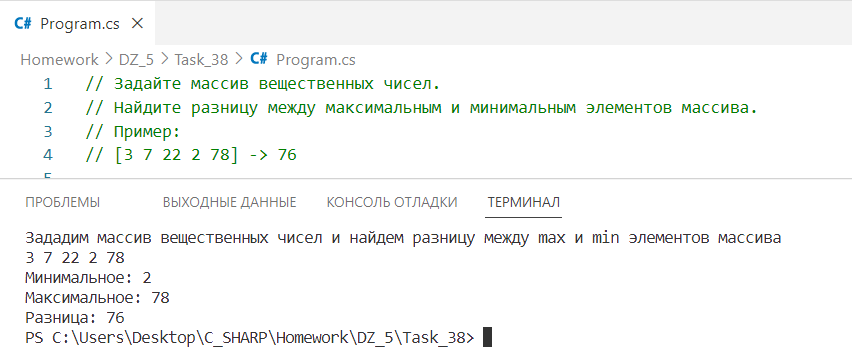 C# Program.cs ×
Homework > DZ_5 > Task_38 > C# Program.cs
1 // Задайте массив вещественных чисел.
2 // Найдите разницу между максимальным и минимальным элементов массива.
3 // Пример:
4 // [3 7 22 2 78] -> 76
5
ПРОБЛЕМЫ ВЫХОДНЫЕ ДАННЫЕ КОНСОЛЬ ОТЛАДКИ ТЕРМИНАЛ
Зададим массив вещественных чисел и найдем разницу между max и min элементов массива
3 7 22 2 78
Минимальное: 2
Максимальное: 78
Разница: 76
PS C:\Users\Desktop\C_SHARP\Homework\DZ_5\Task_38>